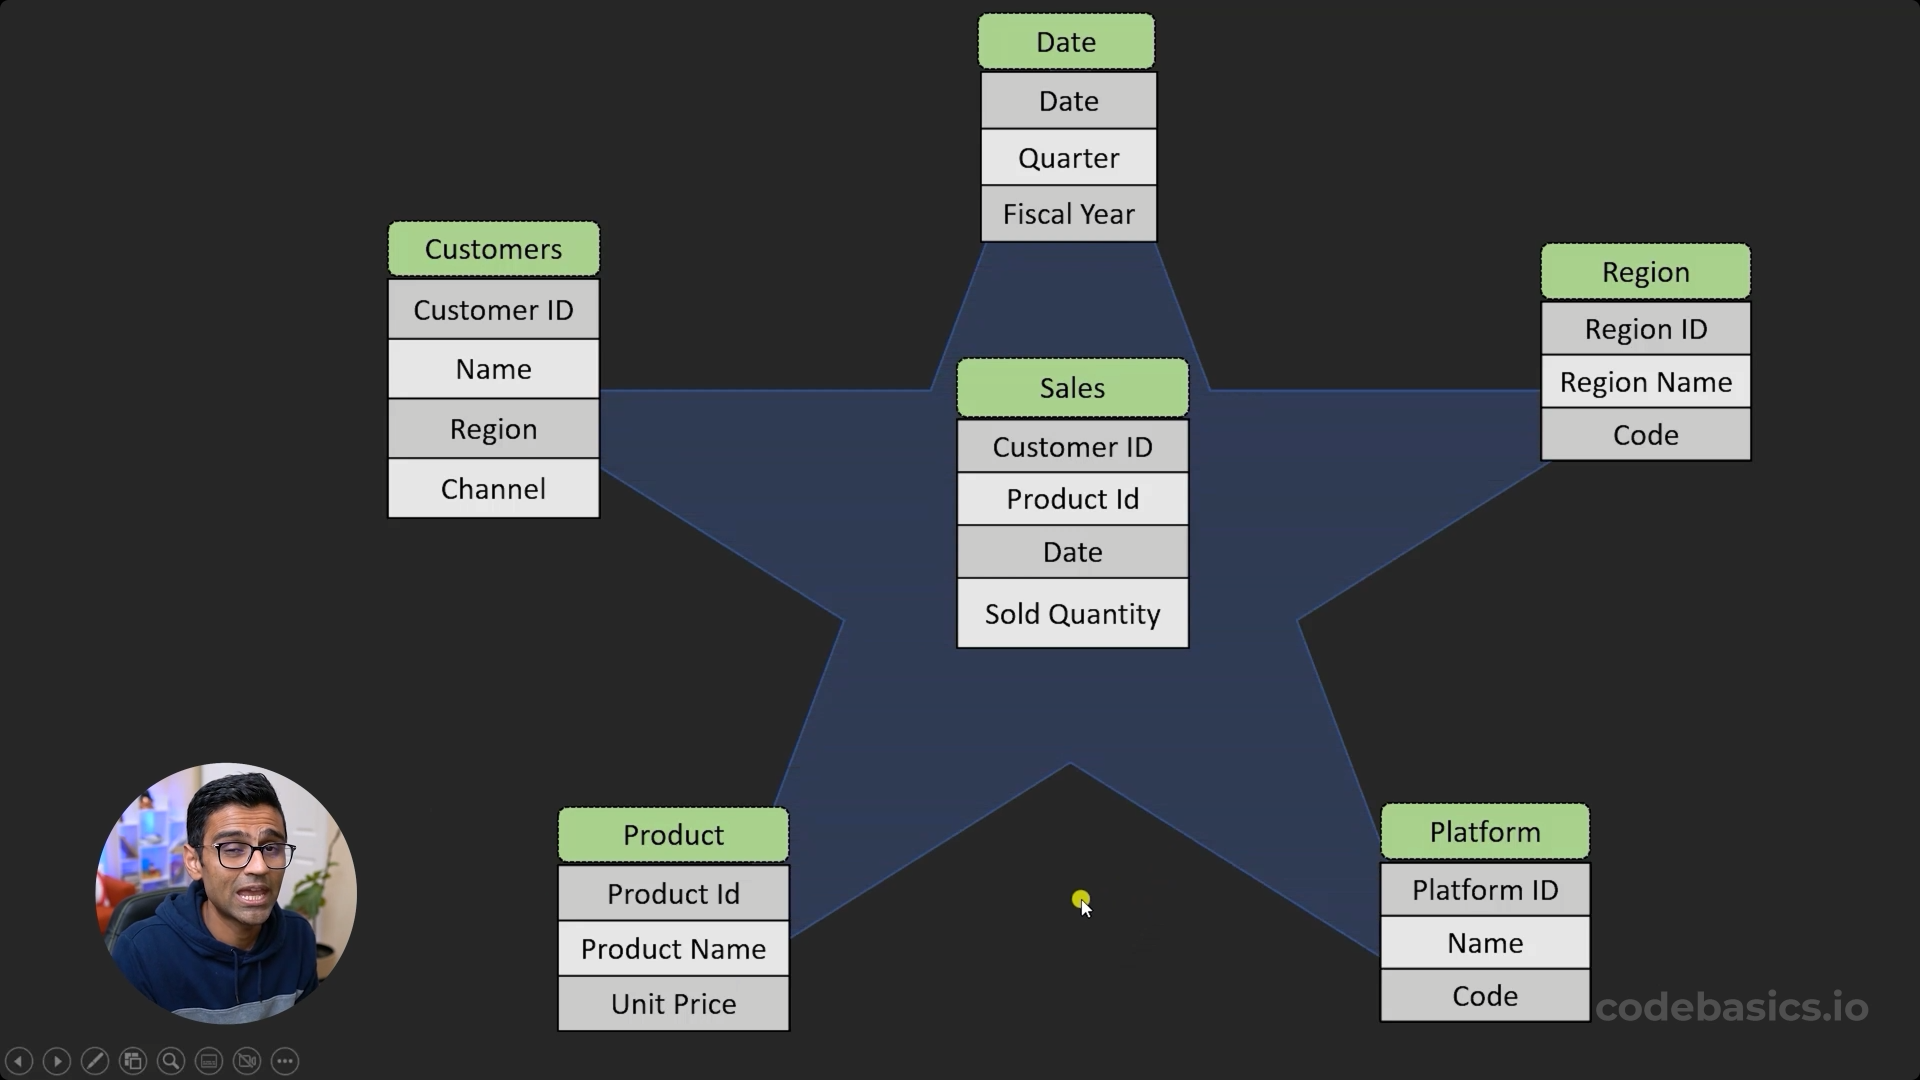 Date
Date
Quarter
Fiscal Year
Customers
Customer ID
Name
Region
Channel
Region
Region ID
Region Name
Code
Sales
Customer ID
Product Id
Date
Sold Quantity
Product
Product Id
Product Name
Unit Price
Platform
Platform ID
Name
Code
codebasics.io